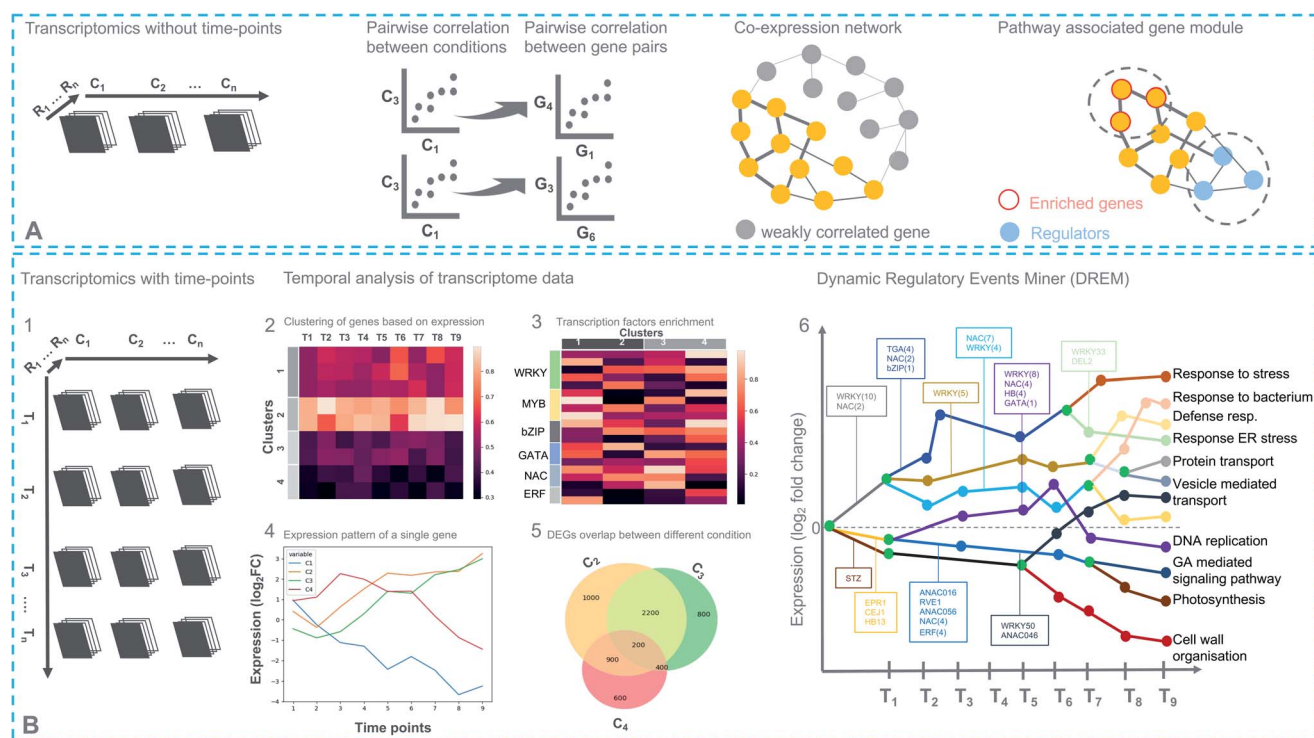 Transcriptomics without time-points
R1 ... Rn
C1 C2 ... Cn
Pairwise correlation
between conditions
C3
C1
C3
C1
Pairwise correlation
between gene pairs
G4
G1
G3
G6
Co-expression network
weakly correlated gene
Pathway associated gene module
Enriched genes
Regulators
A
Transcriptomics with time-points
1
R1 ... Rn
C1 C2 ... Cn
T1
T2
T3
....
Tn
Temporal analysis of transcriptome data
2 Clustering of genes based on expression
T1 T2 T3 T4 T5 T6 T7 T8 T9
Clusters
1
2
3
4
0.9
0.8
0.7
0.6
0.5
0.4
0.3
3 Transcription factors enrichment
Clusters
1 2 3 4
WRKY
MYB
bZIP
GATA
NAC
ERF
0.8
0.6
0.4
0.2
4 Expression pattern of a single gene
Expression (log2FC)
3
2
1
0
−1
−2
−3
−4
variable
C1
C2
C3
C4
1 2 3 4 5 6 7 8 9
Time points
5 DEGs overlap between different condition
C2
C3
C4
1000
2200
800
200
900
400
600
Dynamic Regulatory Events Miner (DREM)
6
Expression (log2 fold change)
0
WRKY(10)
NAC(2)
TGA(4)
NAC(2)
bZIP(1)
WRKY(5)
NAC(7)
WRKY(4)
WRKY(8)
NAC(4)
HB(4)
GATA(1)
WRKY33
DEL2
STZ
EPR1
CEJ1
HB13
ANAC016
RVE1
ANAC056
NAC(4)
ERF(4)
WRKY50
ANAC046
Response to stress
Response to bacterium
Defense resp.
Response ER stress
Protein transport
Vesicle mediated
transport
DNA replication
GA mediated
signaling pathway
Photosynthesis
Cell wall
organisation
T1 T2 T3 T4 T5 T6 T7 T8 T9
B